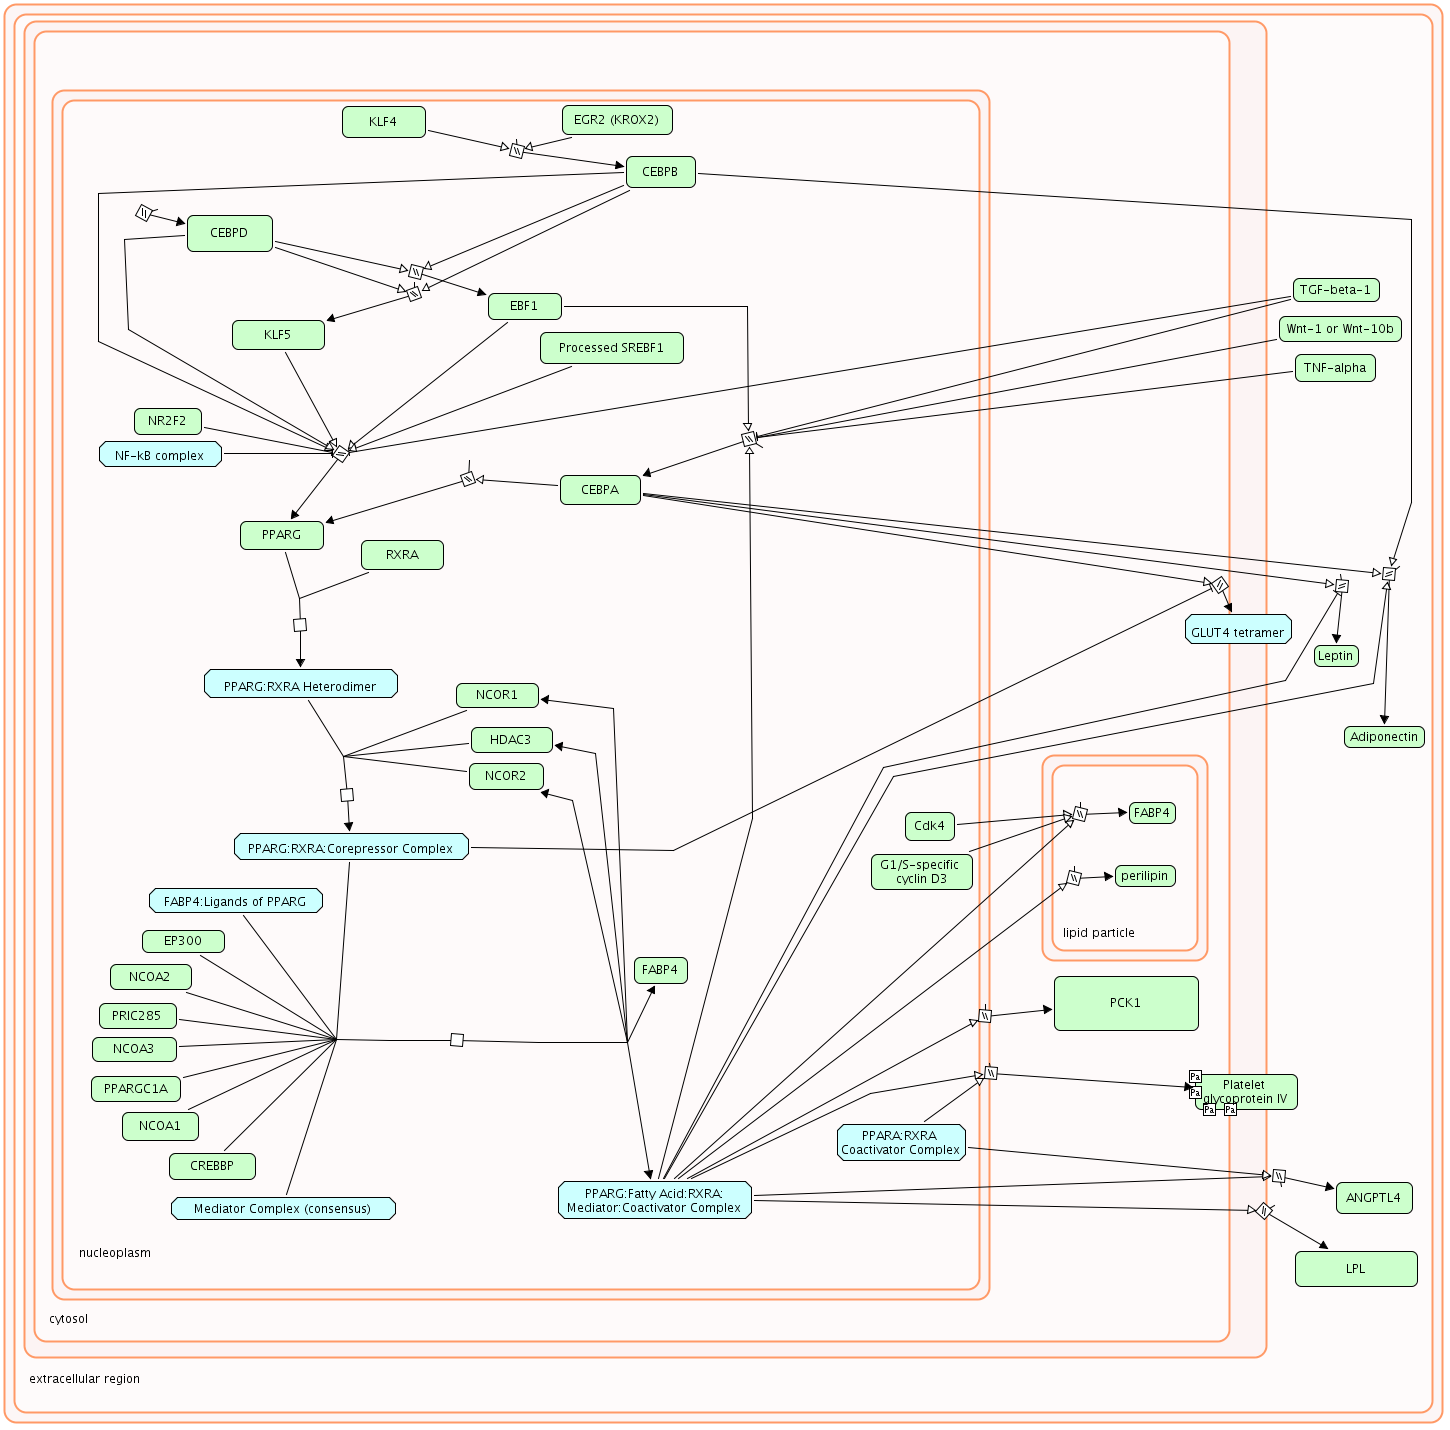 KLF4
EGR2 (KROX2)
CEBPB
CEBPD
TGF-beta-1
EBF1
Wnt-1 or Wnt-10b
KLF5
Processed SREBF1
TNF-alpha
NR2F2
NF-kB complex
CEBPA
PPARG
RXRA
GLUT4 tetramer
Leptin
PPARG:RXRA Heterodimer
NCOR1
HDAC3
Adiponectin
NCOR2
Cdk4
FABP4
PPARG:RXRA:Corepressor Complex
G1/S-specific
cyclin D3
perilipin
FABP4:Ligands of PPARG
lipid particle
EP300
NCOA2
FABP4
PCK1
PRIC285
NCOA3
PPARGC1A
Pa
Platelet
Pa
glycoprotein IV
Pa
Pa
NCOA1
PPARA:RXRA
Coactivator Complex
CREBBP
PPARG:Fatty Acid:RXRA:
Mediator:Coactivator Complex
ANGPTL4
Mediator Complex (consensus)
nucleoplasm
LPL
cytosol
extracellular region